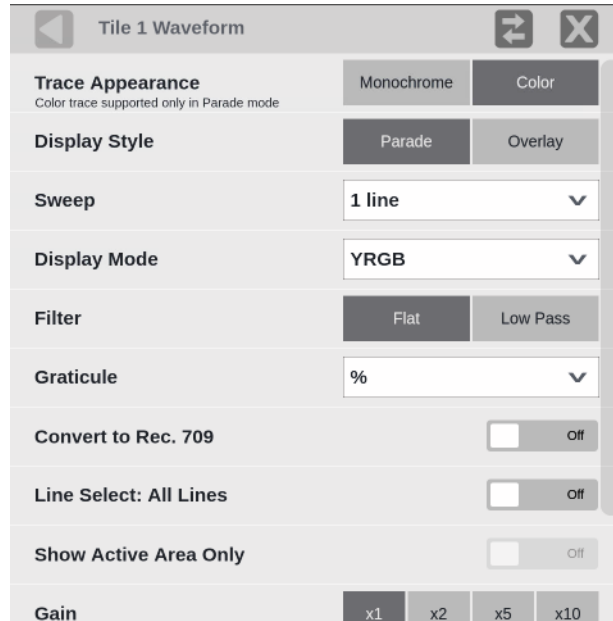 Tile 1 Waveform
Trace Appearance
Color trace supported only in Parade mode
Monochrome Color
Display Style Parade Overlay
Sweep 1 line
Display Mode YRGB
Filter Flat Low Pass
Graticule %
Convert to Rec. 709 Off
Line Select: All Lines Off
Show Active Area Only Off
Gain x1 x2 x5 x10